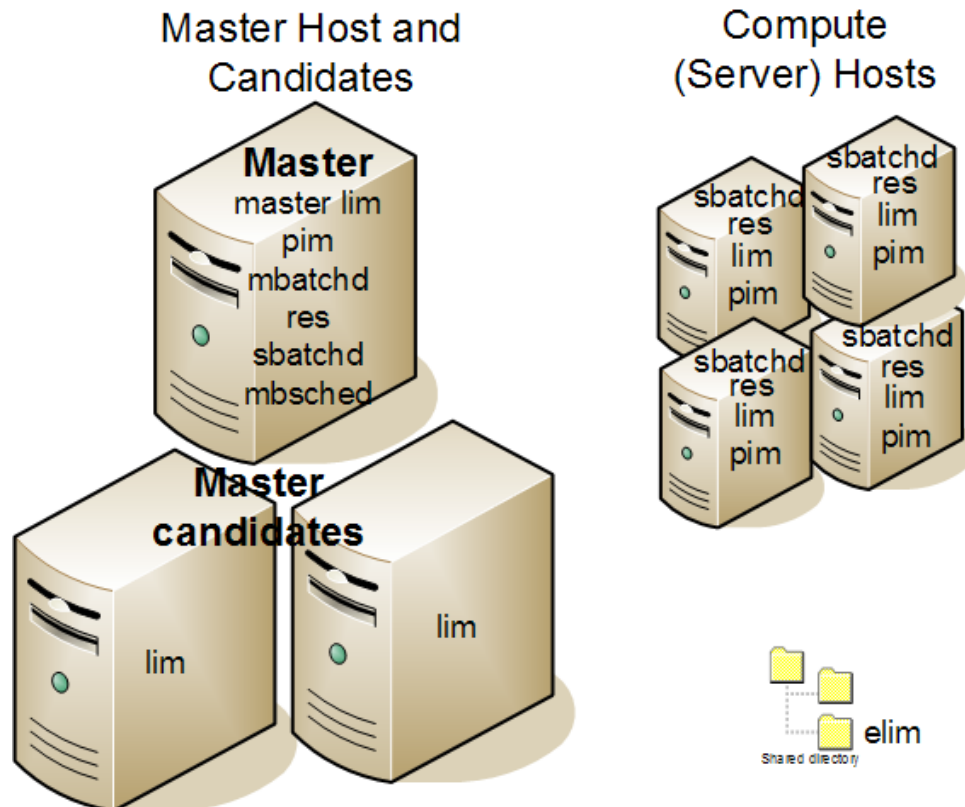 Master Host and
Candidates
Master
master lim
pim
mbatchd
res
sbatchd
mbsched
Master
candidates
lim
lim
Compute
(Server) Hosts
sbatchd
res
lim
pim
sbatchd
res
lim
pim
sbatchd
res
lim
pim
sbatchd
res
lim
pim
elim
Shared directory